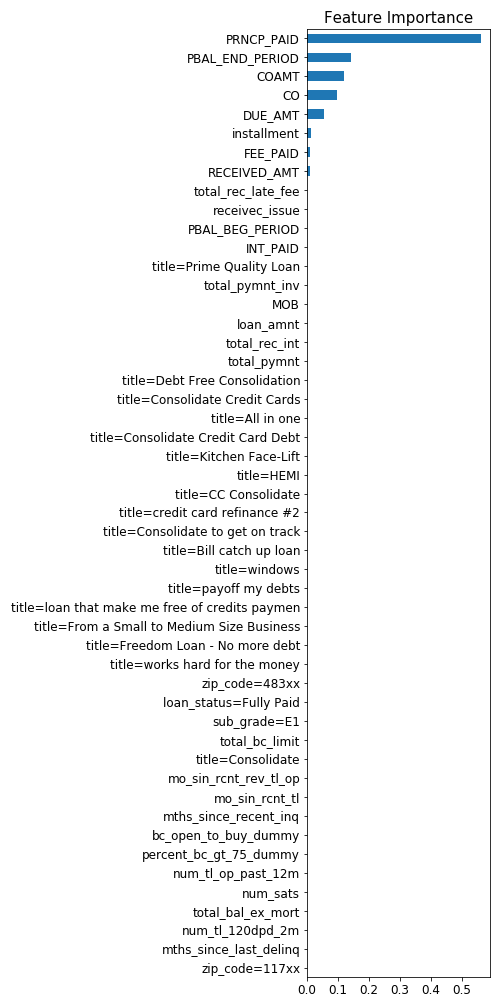 Feature Importance
PRNCP_PAID
PBAL_END_PERIOD
COAMT
CO
DUE_AMT
installment
FEE_PAID
RECEIVED_AMT
total_rec_late_fee
receivec_issue
PBAL_BEG_PERIOD
INT_PAID
title=Prime Quality Loan
total_pymnt_inv
MOB
loan_amnt
total_rec_int
total_pymnt
title=Debt Free Consolidation
title=Consolidate Credit Cards
title=All in one
title=Consolidate Credit Card Debt
title=Kitchen Face-Lift
title=HEMI
title=CC Consolidate
title=credit card refinance #2
title=Consolidate to get on track
title=Bill catch up loan
title=windows
title=payoff my debts
title=loan that make me free of credits paymen
title=From a Small to Medium Size Business
title=Freedom Loan - No more debt
title=works hard for the money
zip_code=483xx
loan_status=Fully Paid
sub_grade=E1
total_bc_limit
title=Consolidate
mo_sin_rcnt_rev_tl_op
mo_sin_rcnt_tl
mths_since_recent_inq
bc_open_to_buy_dummy
percent_bc_gt_75_dummy
num_tl_op_past_12m
num_sats
total_bal_ex_mort
num_tl_120dpd_2m
mths_since_last_delinq
zip_code=117xx
0.0 0.1 0.2 0.3 0.4 0.5